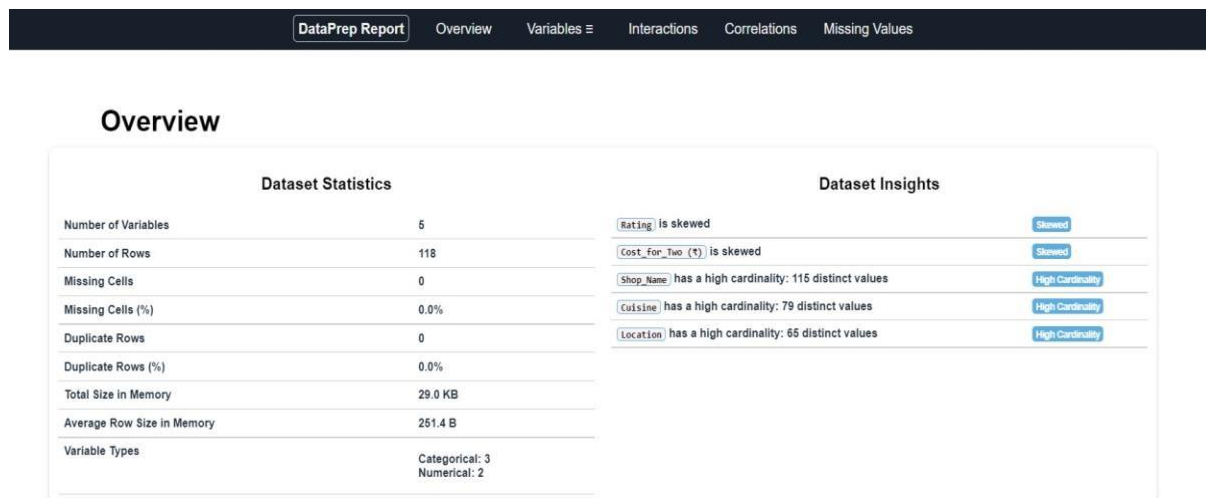 DataPrep Report Overview Variables ≡ Interactions Correlations Missing Values
Overview
Dataset Statistics
Number of Variables 5
Number of Rows 118
Missing Cells 0
Missing Cells (%) 0.0%
Duplicate Rows 0
Duplicate Rows (%) 0.0%
Total Size in Memory 29.0 KB
Average Row Size in Memory 251.4 B
Variable Types Categorical: 3
Numerical: 2
Dataset Insights
Rating is skewed Skewed
Cost_for_Two (₹) is skewed Skewed
Shop_Name has a high cardinality: 115 distinct values High Cardinality
Cuisine has a high cardinality: 79 distinct values High Cardinality
Location has a high cardinality: 65 distinct values High Cardinality